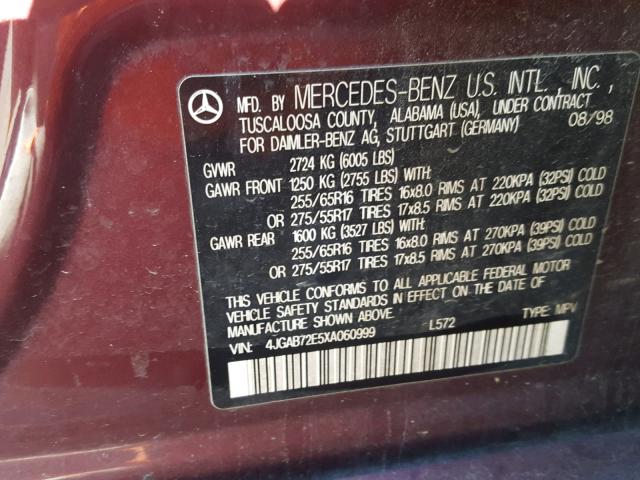 MFD. BY MERCEDES-BENZ U.S. INTL., INC.,
TUSCALOOSA COUNTY, ALABAMA (USA), UNDER CONTRACT
FOR DAIMLER-BENZ AG, STUTTGART (GERMANY) 08/98
GVWR 2724 KG (6005 LBS)
GAWR FRONT 1250 KG (2755 LBS) WITH:
255/65R16 TIRES 16x8.0 RIMS AT 220KPA (32PSI) COLD
OR 275/55R17 TIRES 17x8.5 RIMS AT 220KPA (32PSI) COLD
GAWR REAR 1600 KG (3527 LBS) WITH:
255/65R16 TIRES 16x8.0 RIMS AT 270KPA (39PSI) COLD
OR 275/55R17 TIRES 17x8.5 RIMS AT 270KPA (39PSI) COLD
THIS VEHICLE CONFORMS TO ALL APPLICABLE FEDERAL MOTOR
VEHICLE SAFETY STANDARDS IN EFFECT ON THE DATE OF
MANUFACTURE SHOWN ABOVE.
VIN: 4JGAB72E5XA060999 L572 TYPE: MPV